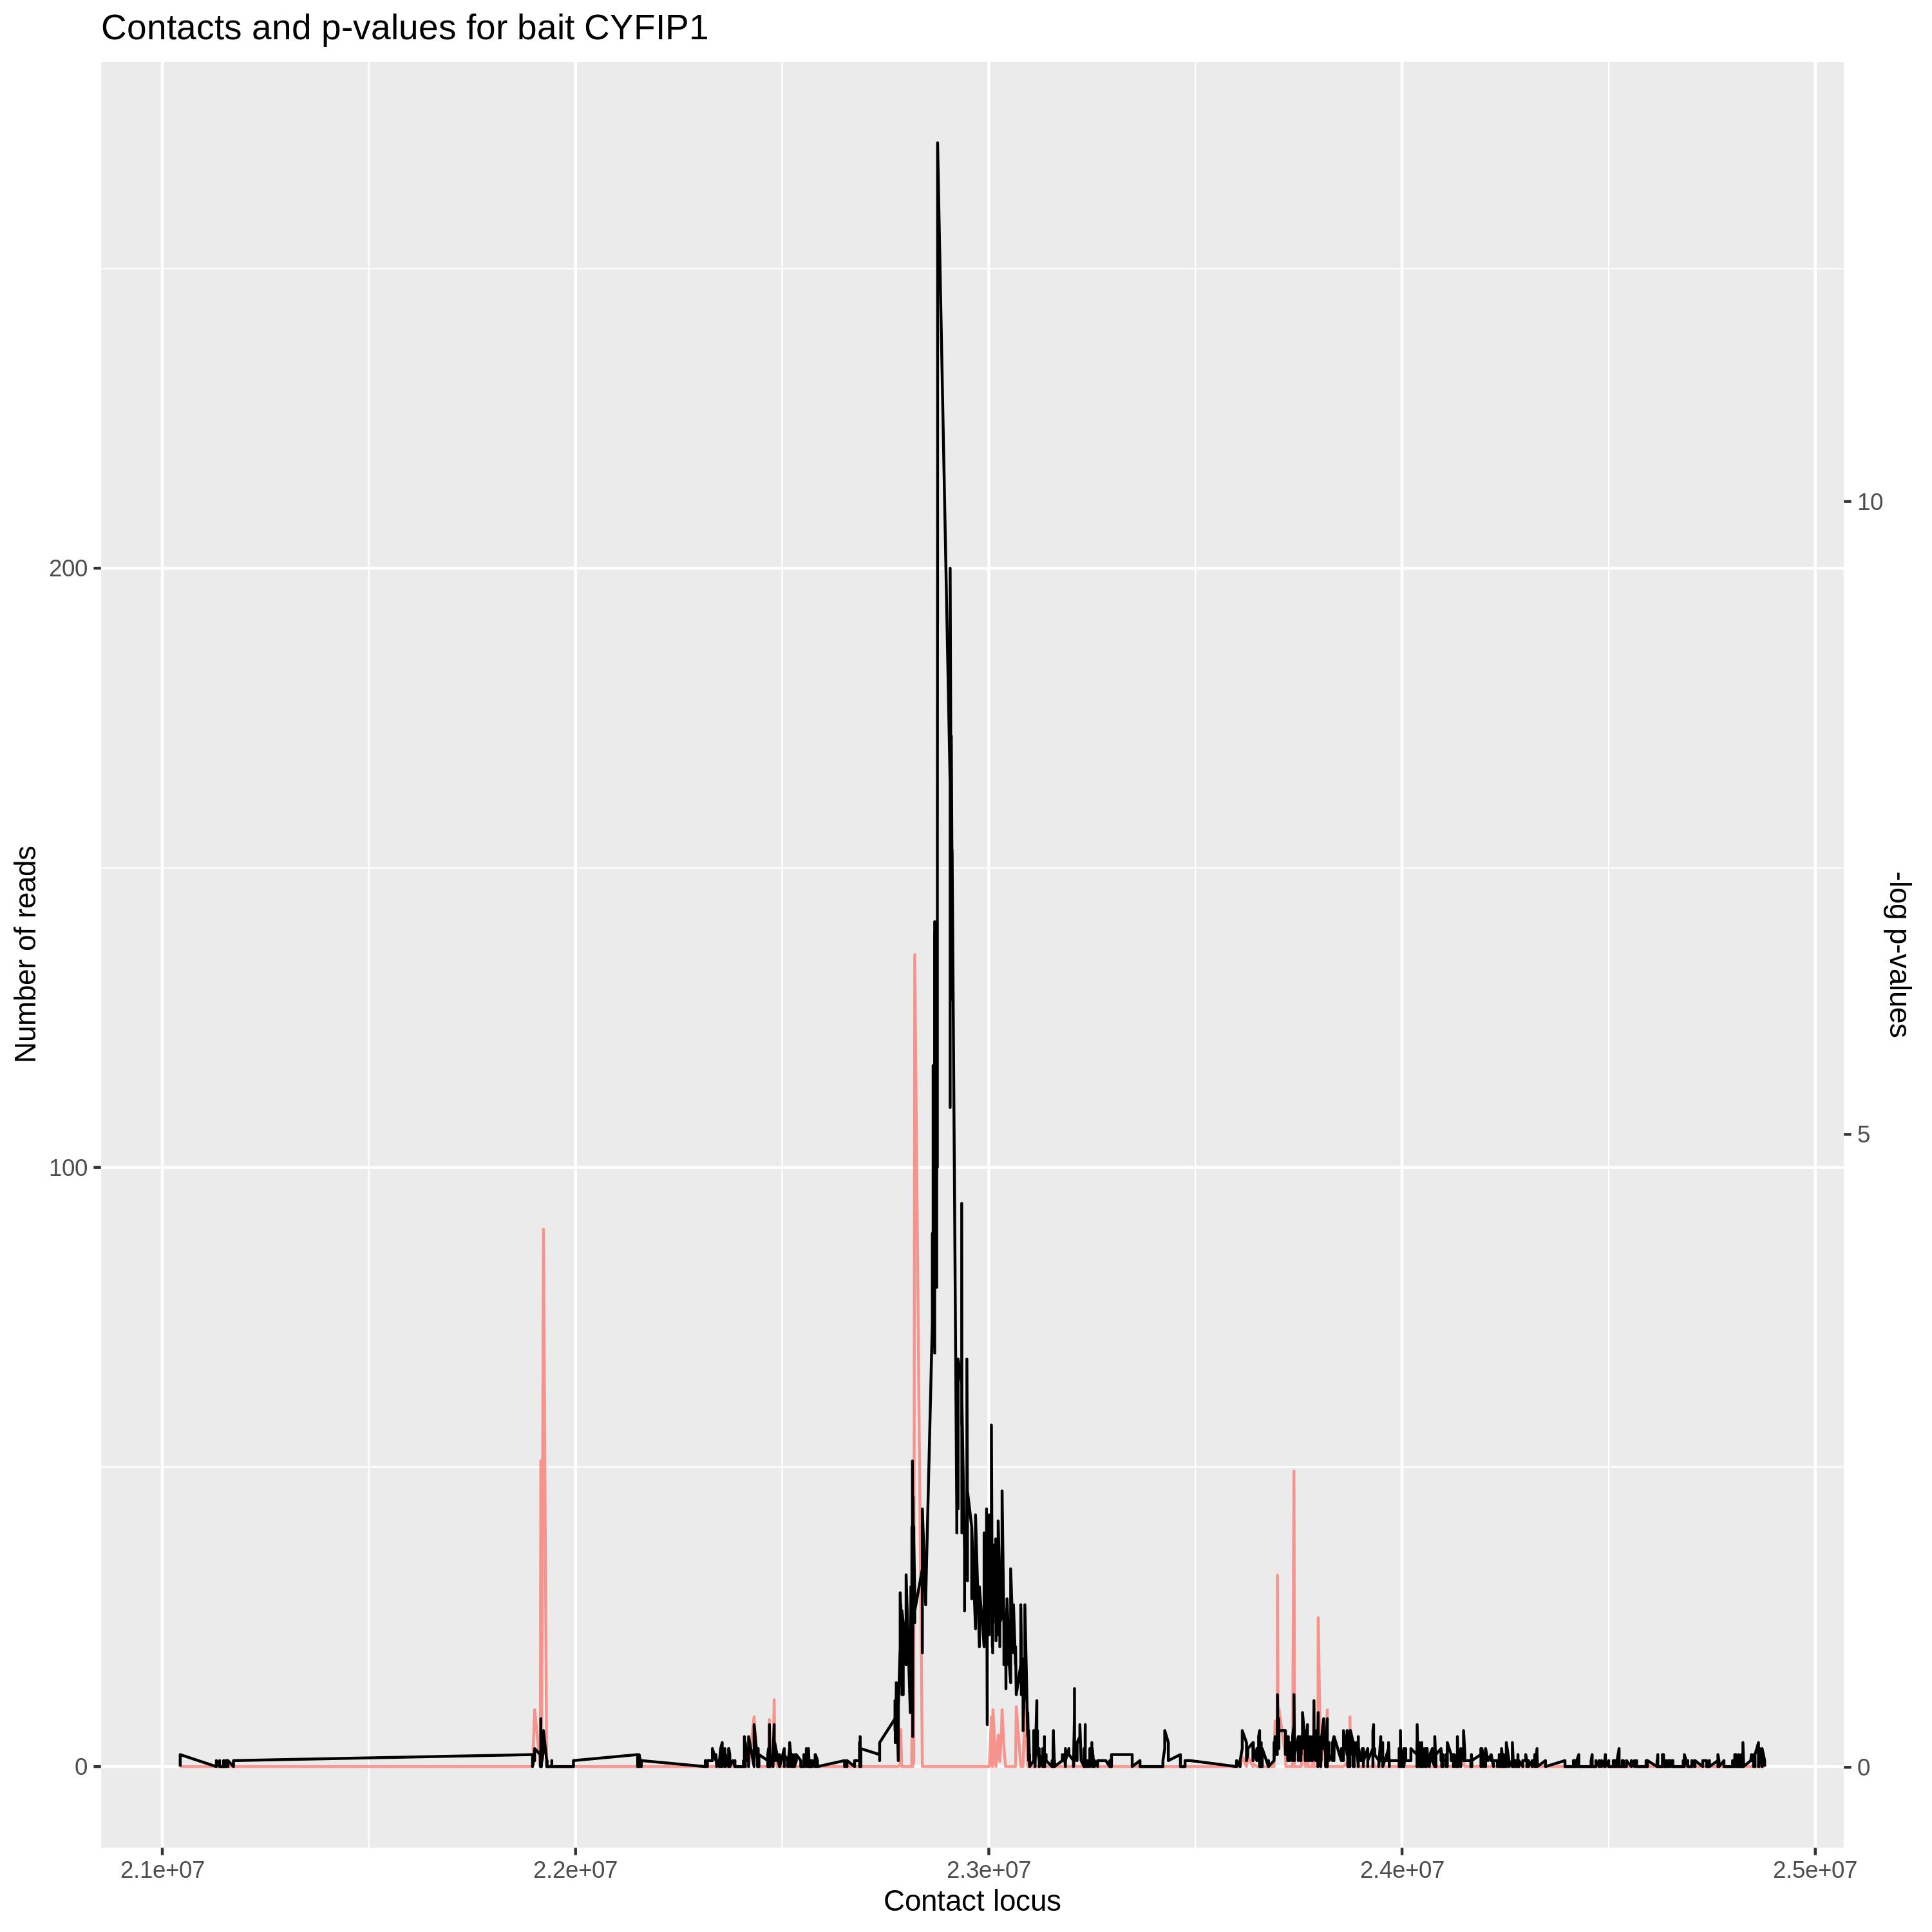 Contacts and p-values for bait CYFIP1
Number of reads
200
100
0
10
5
0
-log p-values
2.1e+07
2.2e+07
2.3e+07
2.4e+07
2.5e+07
Contact locus